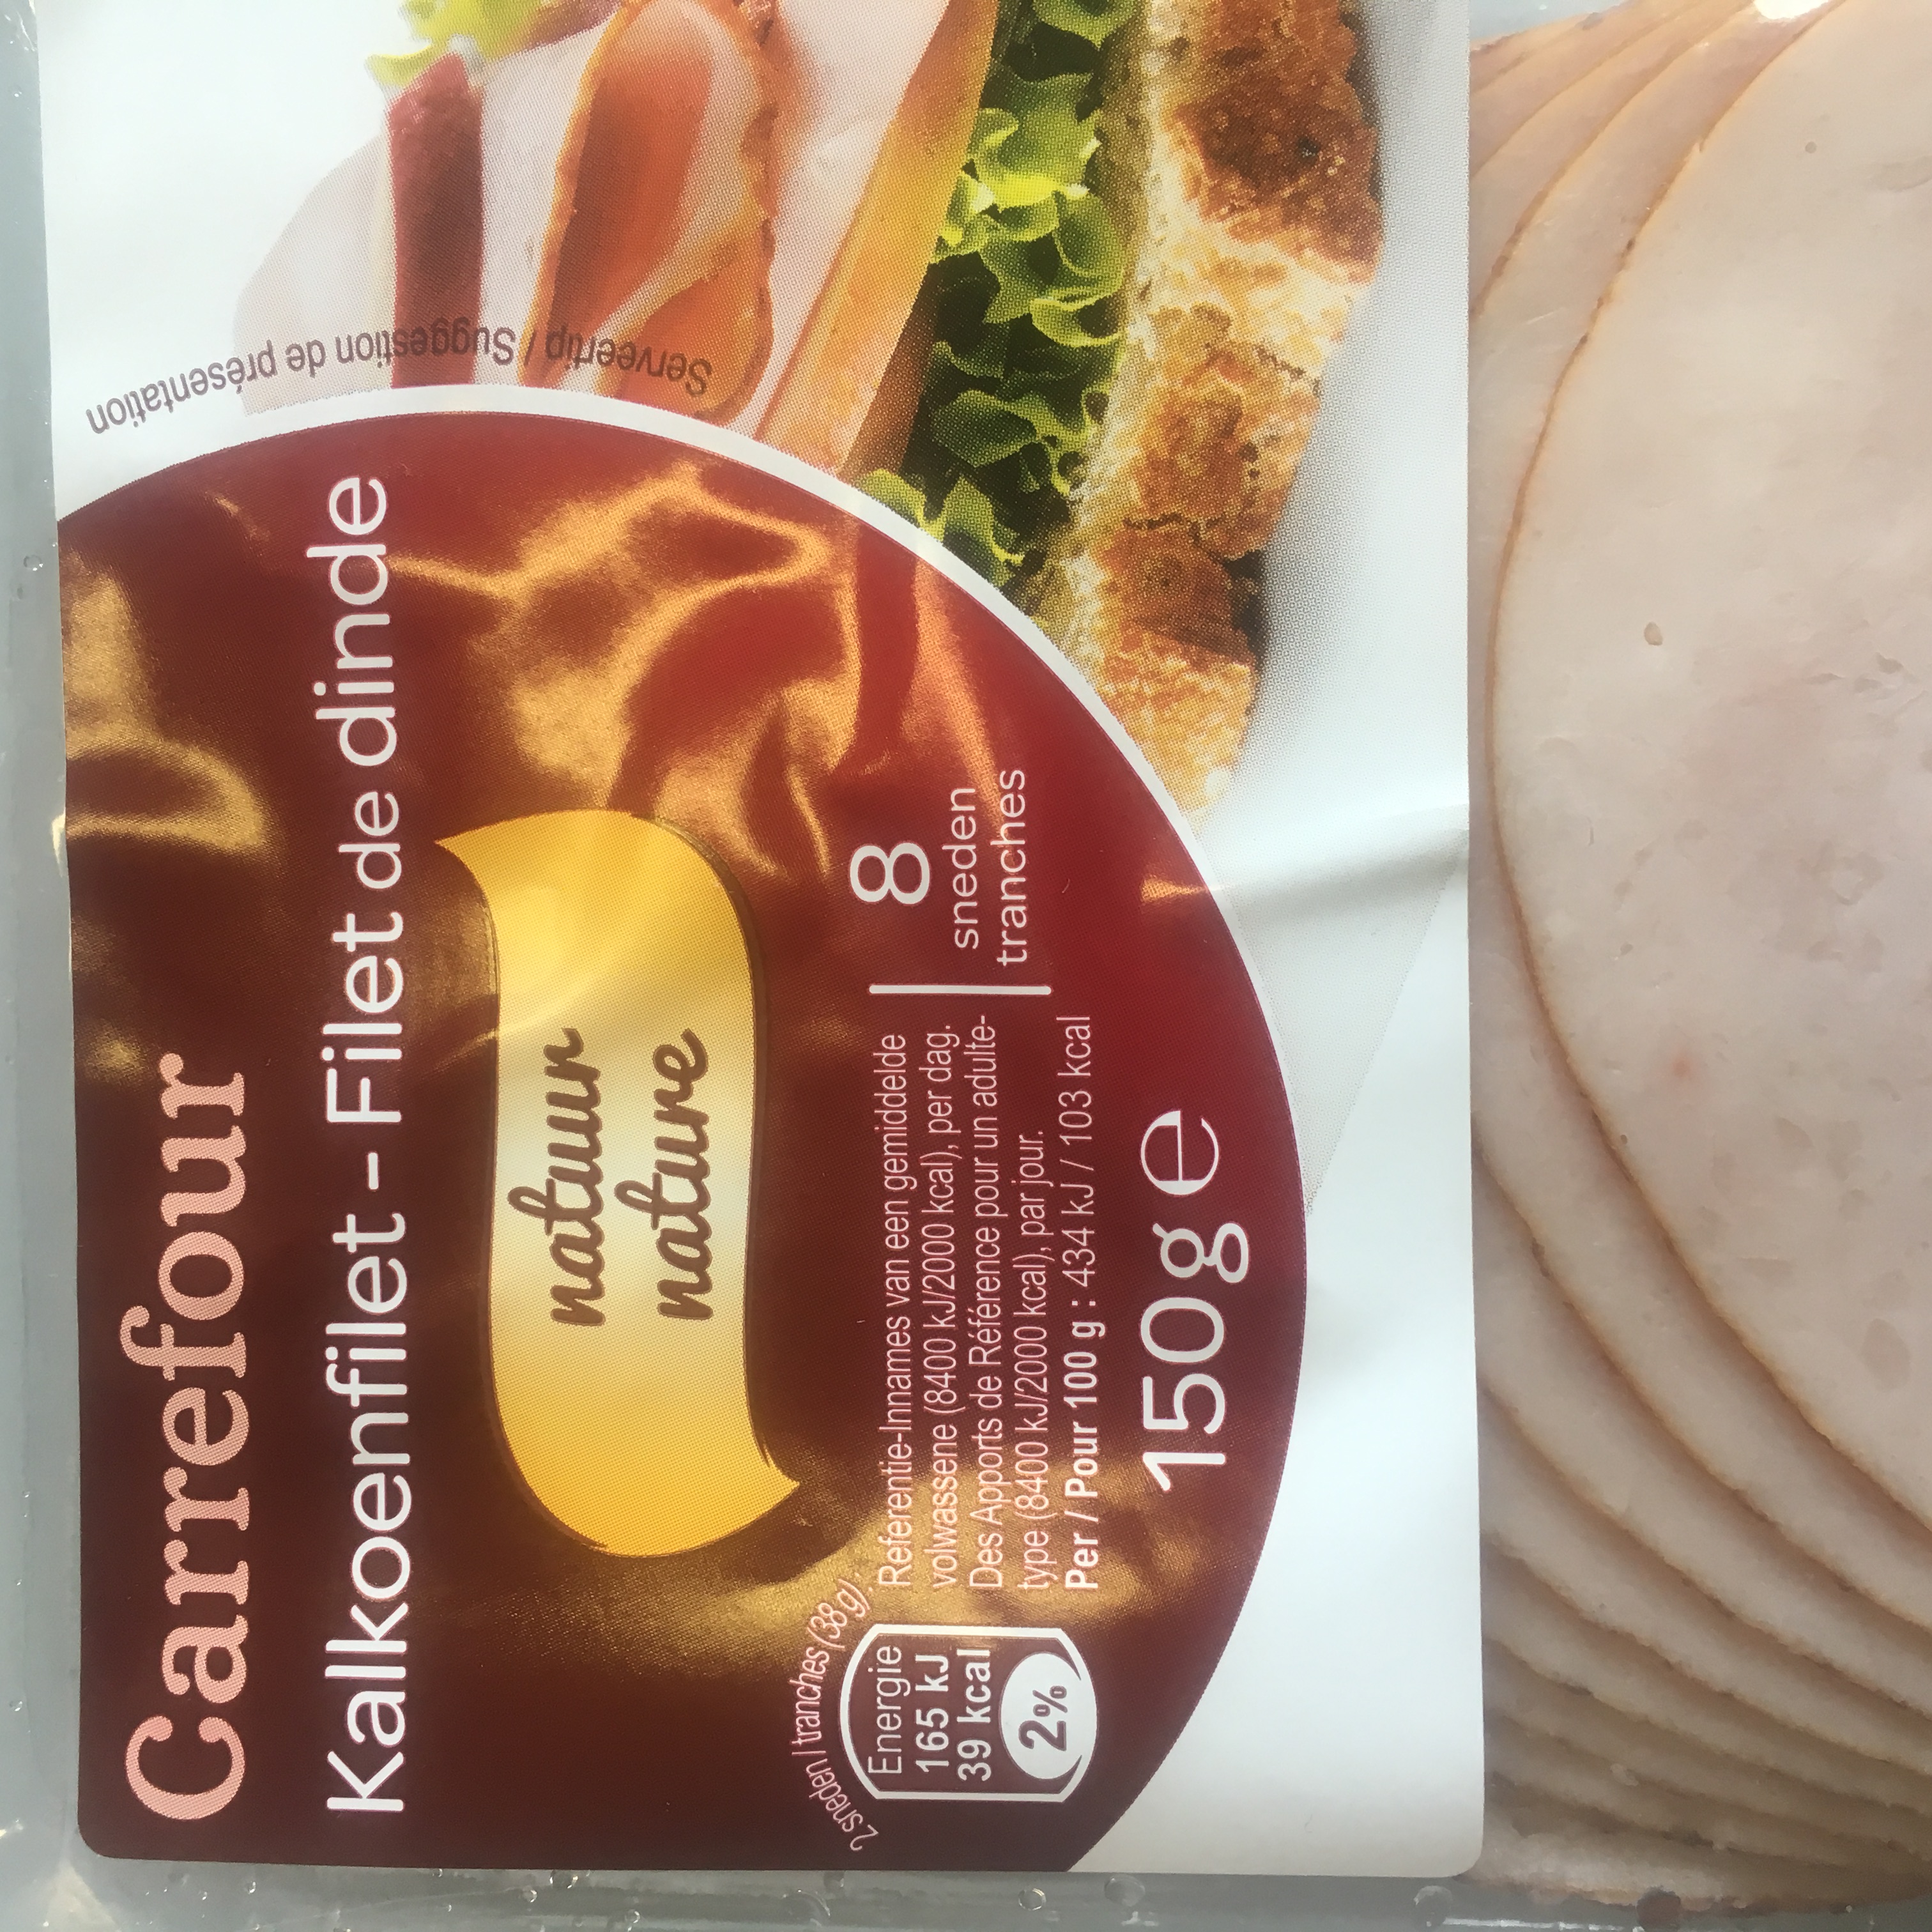 Carrefour
Kalkoenfilet - Filet de dinde
natuur
nature
2 sneden / tranches (38 g) :
Energie
165 kJ
39 kcal
2%
Referentie-Innames van een gemiddelde
volwassene (8400 kJ/2000 kcal), per dag.
Des Apports de Référence pour un adulte-
type (8400 kJ/2000 kcal), par jour.
Per / Pour 100 g : 434 kJ / 103 kcal
8
sneden
tranches
150g e
Serveertip / Suggestion de présentation